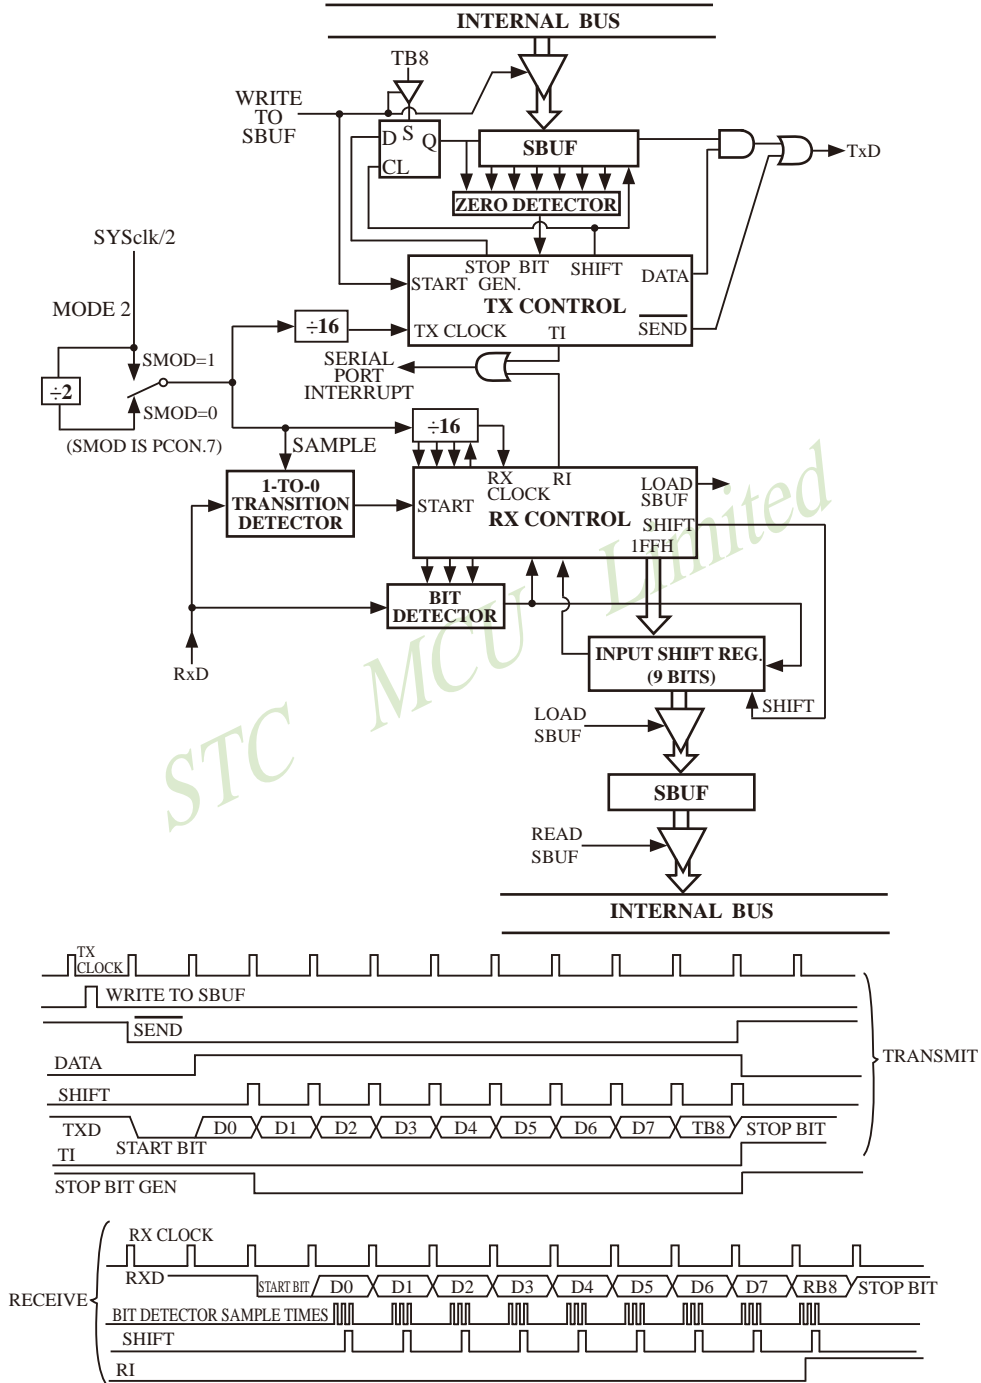 INTERNAL BUS
TB8
WRITE
TO
SBUF
D S Q
CL
SBUF
TxD
ZERO DETECTOR
SYSclk/2
STOP BIT SHIFT DATA
START GEN.
TX CONTROL
MODE 2
÷16
TX CLOCK TI SEND
SERIAL
PORT
INTERRUPT
SMOD=1
÷2
SMOD=0
(SMOD IS PCON.7)
SAMPLE
÷16
1-TO-0
TRANSITION
DETECTOR
RX RI LOAD
CLOCK SBUF
START
RX CONTROL SHIFT
1FFH
BIT
DETECTOR
RxD
INPUT SHIFT REG.
(9 BITS)
SHIFT
LOAD
SBUF
SBUF
READ
SBUF
INTERNAL BUS
STC MCU Limited
TX
CLOCK
WRITE TO SBUF
SEND
DATA
TRANSMIT
SHIFT
TXD D0 D1 D2 D3 D4 D5 D6 D7 TB8 STOP BIT
START BIT
TI
STOP BIT GEN
RX CLOCK
RXD START BIT D0 D1 D2 D3 D4 D5 D6 D7 RB8 STOP BIT
RECEIVE
BIT DETECTOR SAMPLE TIMES
SHIFT
RI